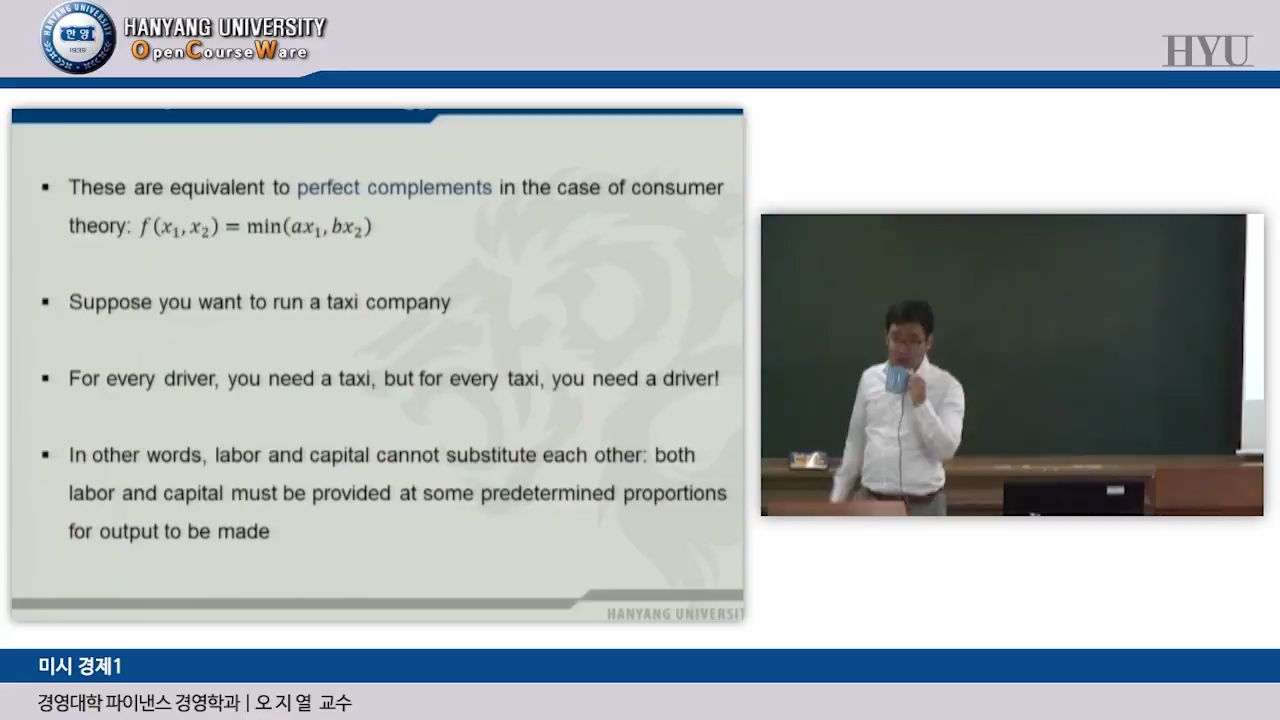 HANYANG UNIVERSITY
OpenCourseWare
한양
1939
HYU
▪ These are equivalent to perfect complements in the case of consumer
theory: f(x₁, x₂) = min(ax₁, bx₂)
▪ Suppose you want to run a taxi company
▪ For every driver, you need a taxi, but for every taxi, you need a driver!
▪ In other words, labor and capital cannot substitute each other: both
labor and capital must be provided at some predetermined proportions
for output to be made
HANYANG UNIVERSIT
미시 경제1
경영대학 파이낸스 경영학과 | 오 지 열 교수